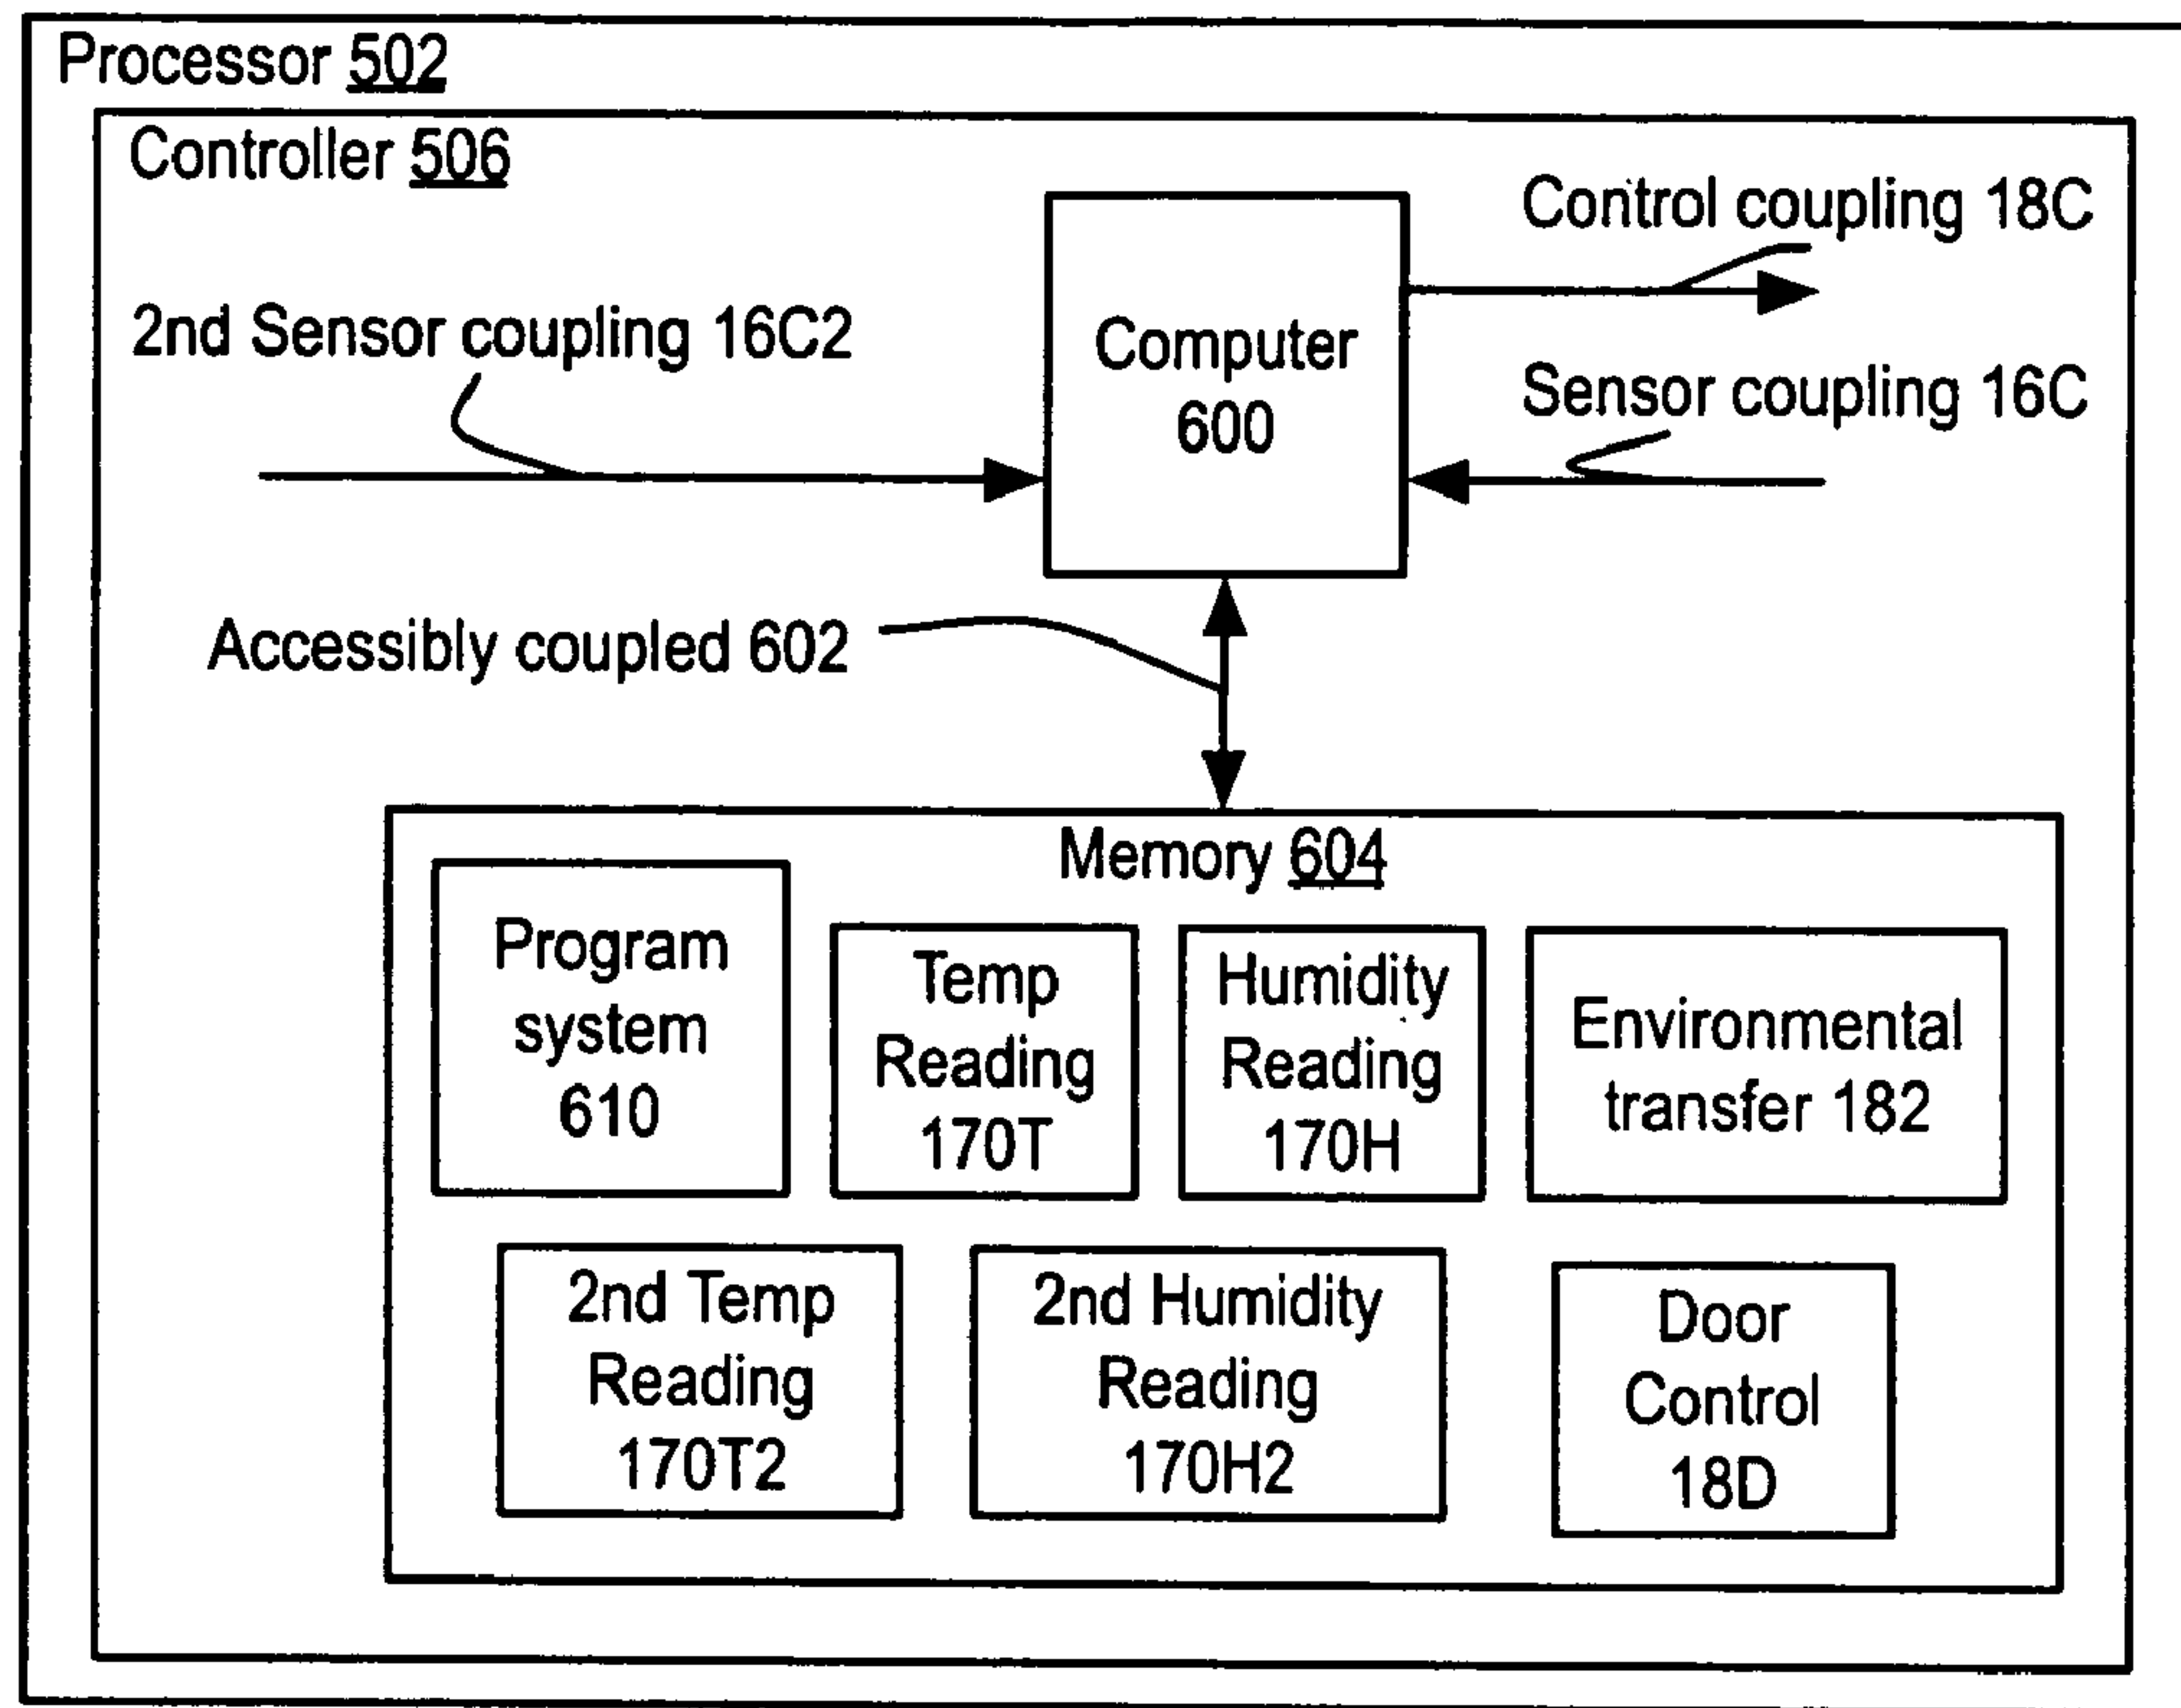 Processor 502
Controller 506
Control coupling 18C
2nd Sensor coupling 16C2
Computer
600
Sensor coupling 16C
Accessibly coupled 602
Memory 604
Program
system
610
Temp
Reading
170T
Humidity
Reading
170H
Environmental
transfer 182
2nd Temp
Reading
170T2
2nd Humidity
Reading
170H2
Door
Control
18D